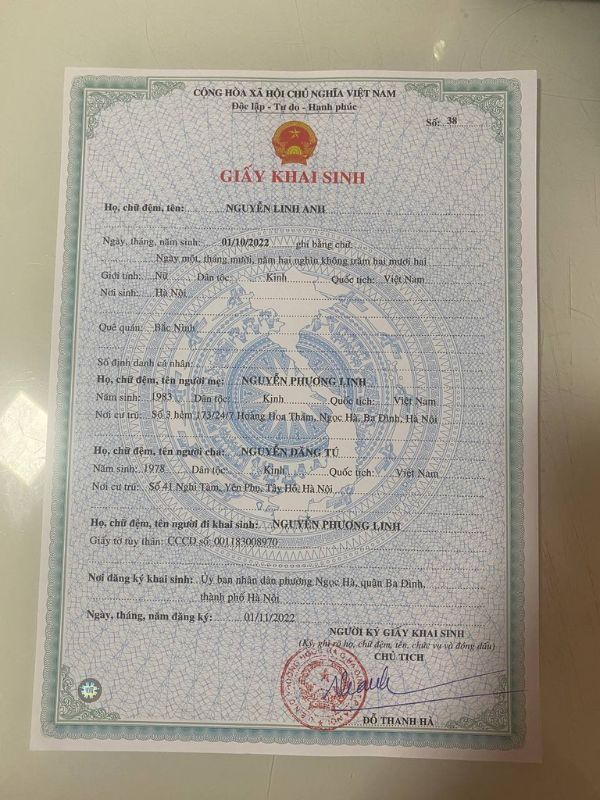 CỘNG HÒA XÃ HỘI CHỦ NGHĨA VIỆT NAM
Độc lập - Tự do - Hạnh phúc
Số: 38
GIẤY KHAI SINH
Họ, chữ đệm, tên: NGUYỄN LINH ANH
Ngày, tháng, năm sinh: 01/10/2022 ghi bằng chữ:
Ngày một, tháng mười, năm hai nghìn không trăm hai mươi hai
Giới tính: Nữ Dân tộc: Kinh Quốc tịch: Việt Nam
Nơi sinh: Hà Nội
Quê quán: Bắc Ninh
Số định danh cá nhân:
Họ, chữ đệm, tên người mẹ: NGUYỄN PHƯƠNG LINH
Năm sinh: 1983 Dân tộc: Kinh Quốc tịch: Việt Nam
Nơi cư trú: Số 3 hẻm 173/24/7 Hoàng Hoa Thám, Ngọc Hà, Ba Đình, Hà Nội
Họ, chữ đệm, tên người cha: NGUYỄN ĐĂNG TÚ
Năm sinh: 1978 Dân tộc: Kinh Quốc tịch: Việt Nam
Nơi cư trú: Số 41 Nghi Tàm, Yên Phụ, Tây Hồ, Hà Nội
Họ, chữ đệm, tên người đi khai sinh: NGUYỄN PHƯƠNG LINH
Giấy tờ tùy thân: CCCD số: 001183008970
Nơi đăng ký khai sinh: Ủy ban nhân dân phường Ngọc Hà, quận Ba Đình,
thành phố Hà Nội
Ngày, tháng, năm đăng ký: 01/11/2022
NGƯỜI KÝ GIẤY KHAI SINH
(Ký, ghi rõ họ, chữ đệm, tên, chức vụ và đóng dấu)
CHỦ TỊCH
ĐỖ THANH HÀ